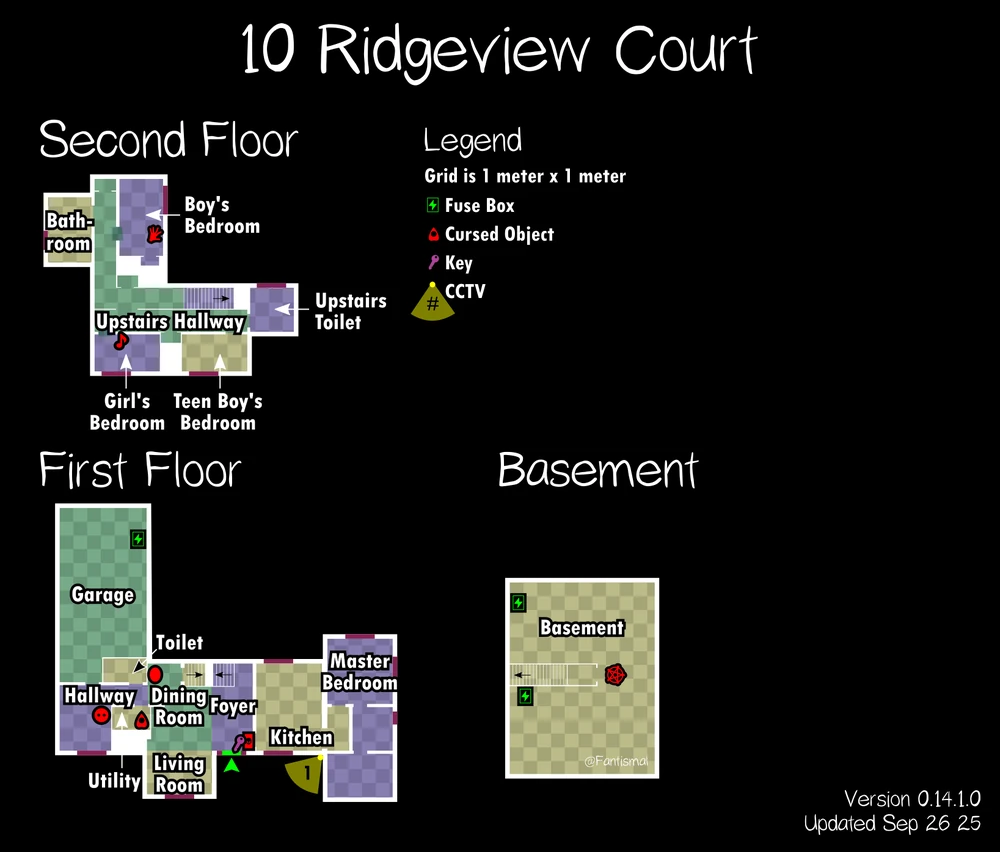 10 Ridgeview Court
Second Floor
Legend
Grid is 1 meter x 1 meter
Fuse Box
Cursed Object
Key
#
CCTV
Bath-
room
Boy's
Bedroom
Upstairs
Toilet
Upstairs Hallway
Girl's
Bedroom
Teen Boy's
Bedroom
First Floor
Garage
Toilet
Hallway
Dining
Room
Foyer
Master
Bedroom
Kitchen
Utility
Living
Room
1
Basement
Basement
@Fantismal
Version 0.14.1.0
Updated Sep 26 25